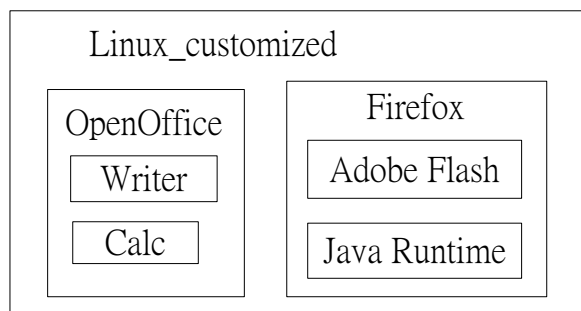 Linux_customized
OpenOffice
Writer
Calc
Firefox
Adobe Flash
Java Runtime